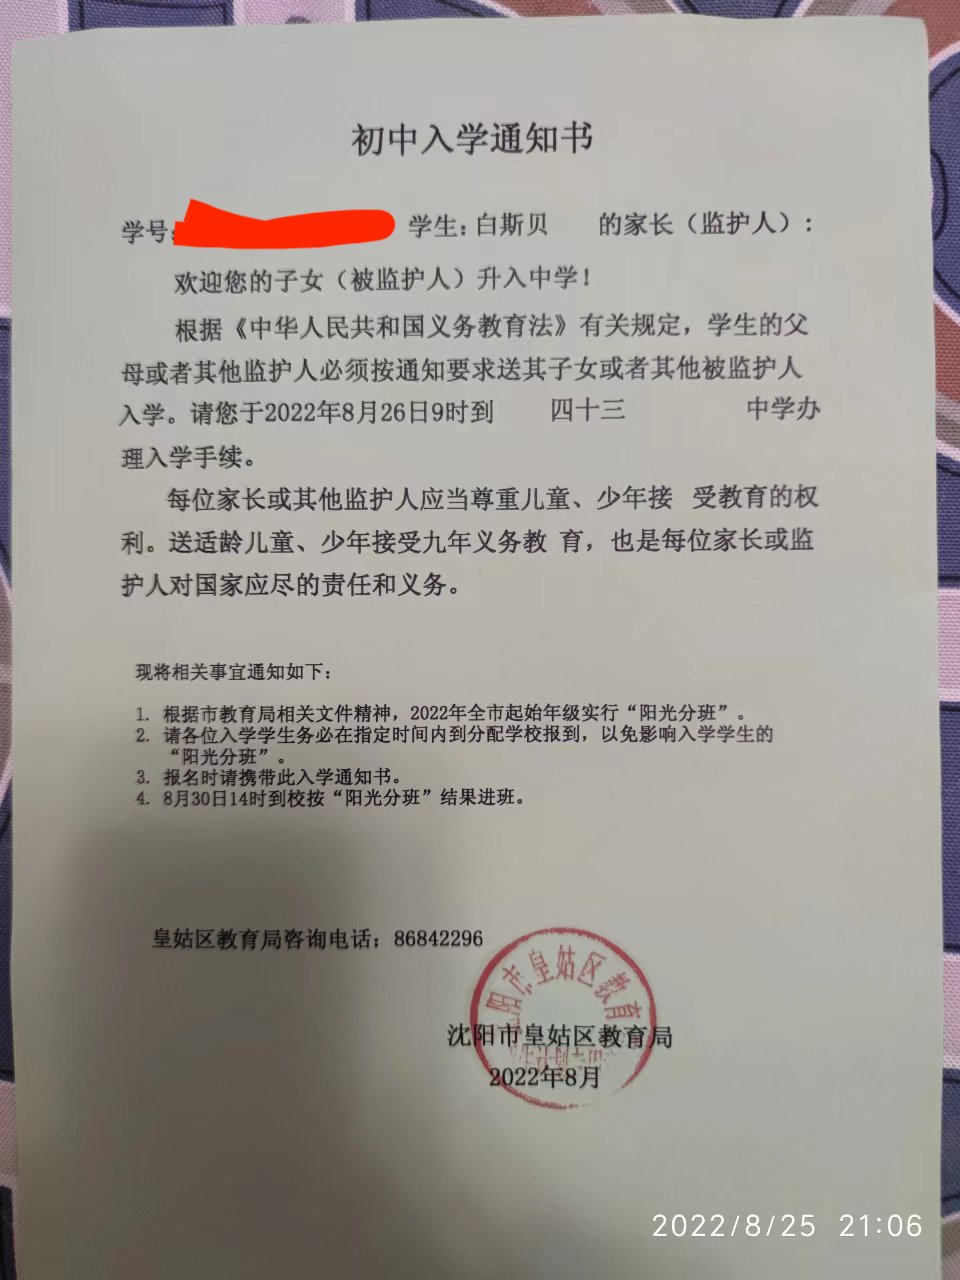 初中入学通知书
学号： 学生：白斯贝 的家长（监护人）：
欢迎您的子女（被监护人）升入中学！
根据《中华人民共和国义务教育法》有关规定，学生的父
母或者其他监护人必须按通知要求送其子女或者其他被监护人
入学。请您于2022年8月26日9时到 四十三 中学办
理入学手续。
每位家长或其他监护人应当尊重儿童、少年接 受教育的权
利。送适龄儿童、少年接受九年义务教 育，也是每位家长或监
护人对国家应尽的责任和义务。
现将相关事宜通知如下：
1. 根据市教育局相关文件精神，2022年全市起始年级实行“阳光分班”。
2. 请各位入学学生务必在指定时间内到分配学校报到，以免影响入学学生的
“阳光分班”。
3. 报名时请携带此入学通知书。
4. 8月30日14时到校按“阳光分班”结果进班。
皇姑区教育局咨询电话：86842296
沈阳市皇姑区教育局
沈阳市皇姑区教育局
2022年8月
2022/8/25 21:06